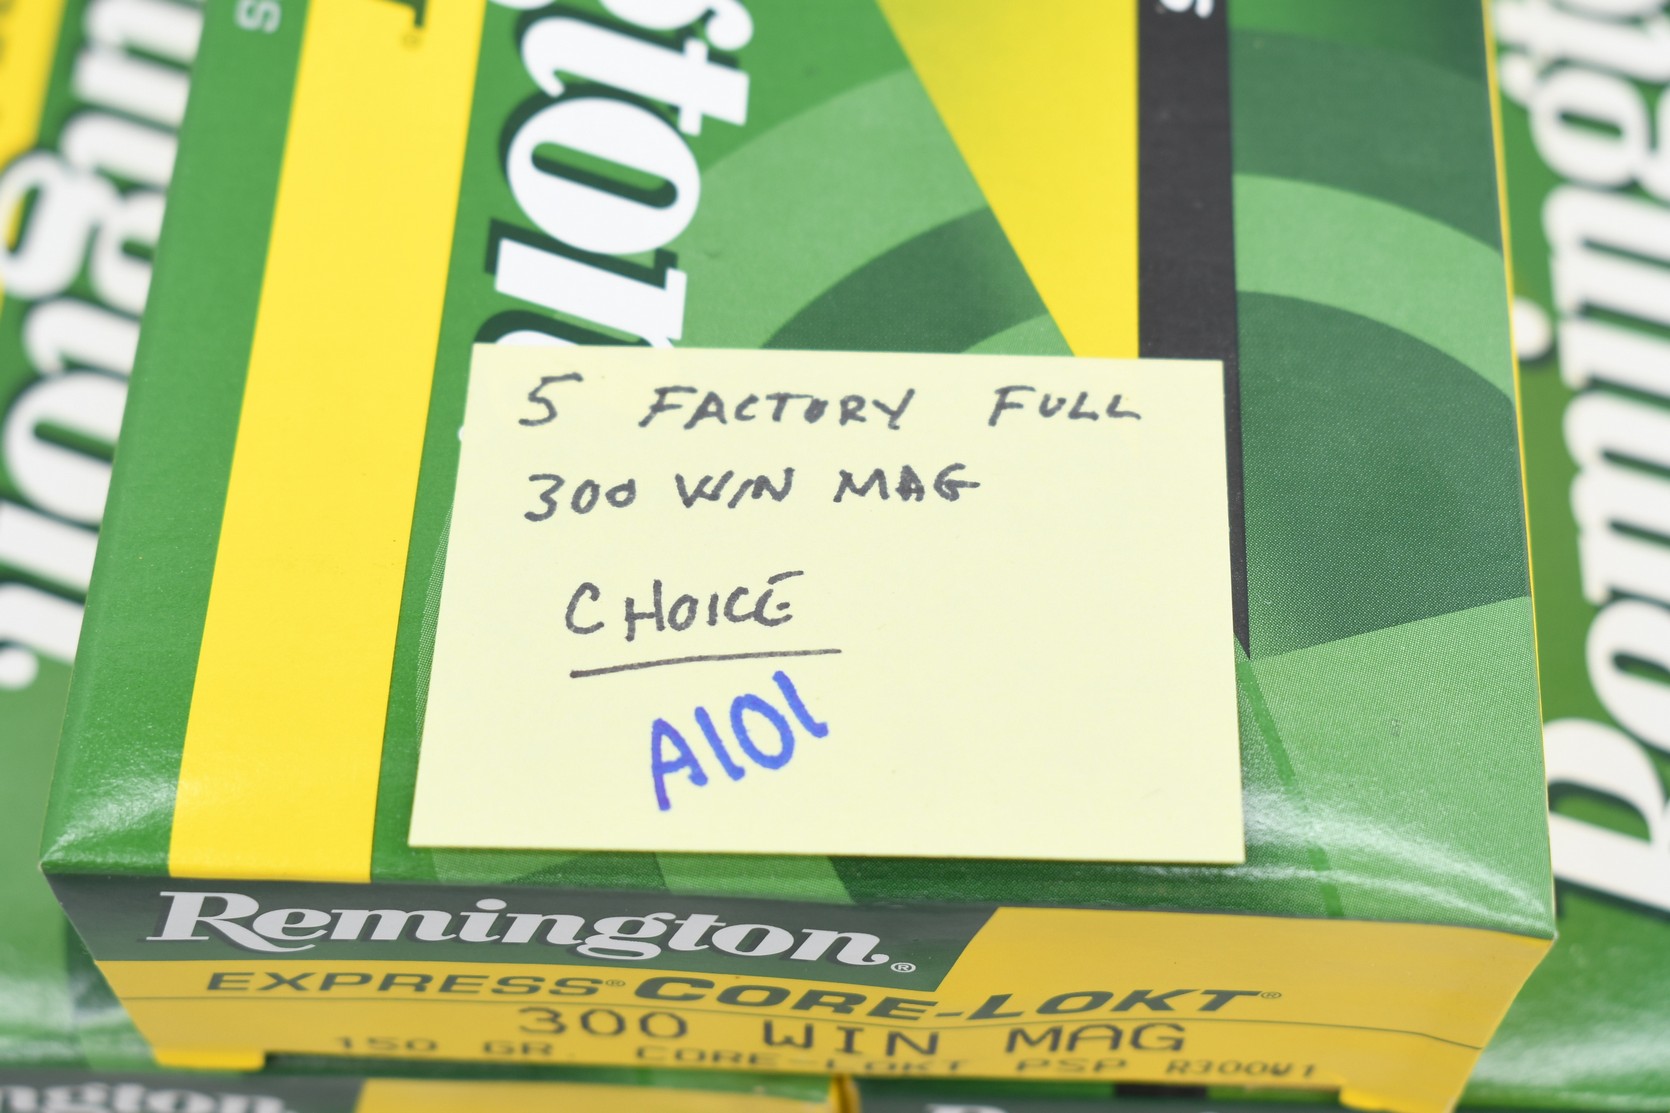 5 FACTORY FULL
300 WIN MAG
CHOICE
A101
Remington®
EXPRESS® CORE-LOKT®
300 WIN MAG
150 GR. CORE-LOKT PSP R300W1